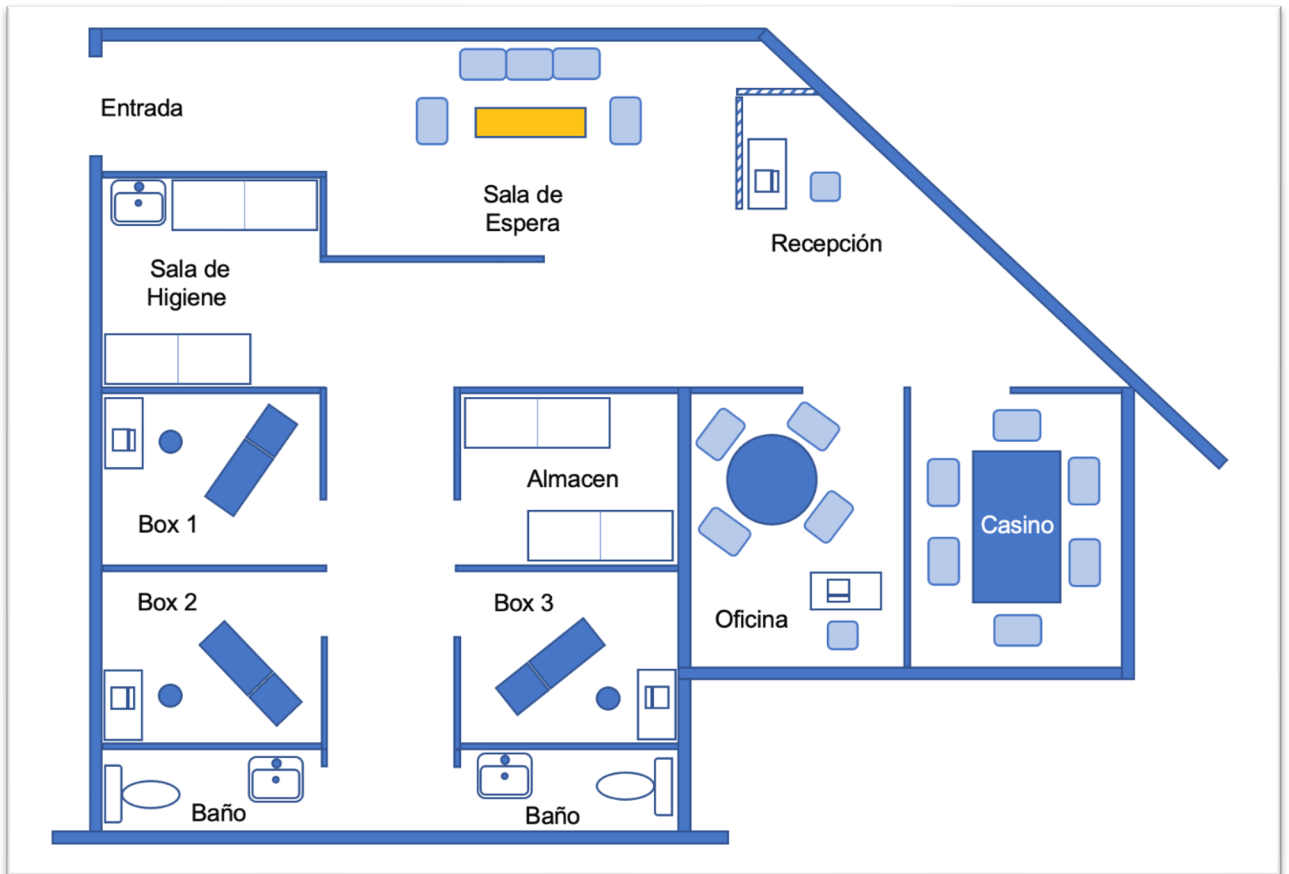 Entrada
Sala de
Espera
Recepción
Sala de
Higiene
Almacen
Box 1
Casino
Box 2
Box 3
Oficina
Baño
Baño